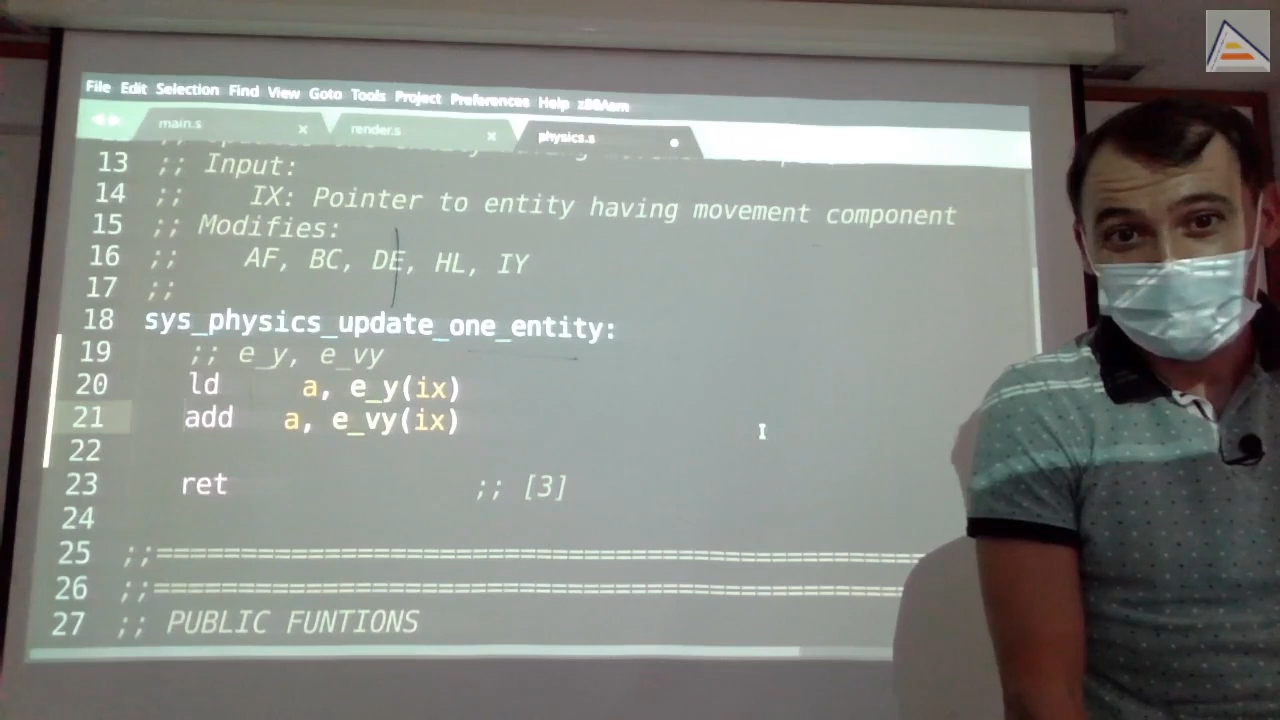 File Edit Selection Find View Goto Tools Project Preferences Help z80Asm
main.s × render.s × physics.s
13 ;; Input:
14 ;; IX: Pointer to entity having movement component
15 ;; Modifies:
16 ;; AF, BC, DE, HL, IY
17 ;;
18 sys_physics_update_one_entity:
19 ;; e_y, e_vy
20 ld a, e_y(ix)
21 add a, e_vy(ix)
22
23 ret ;; [3]
24
25 ;;==================================================
26 ;;==================================================
27 ;; PUBLIC FUNTIONS